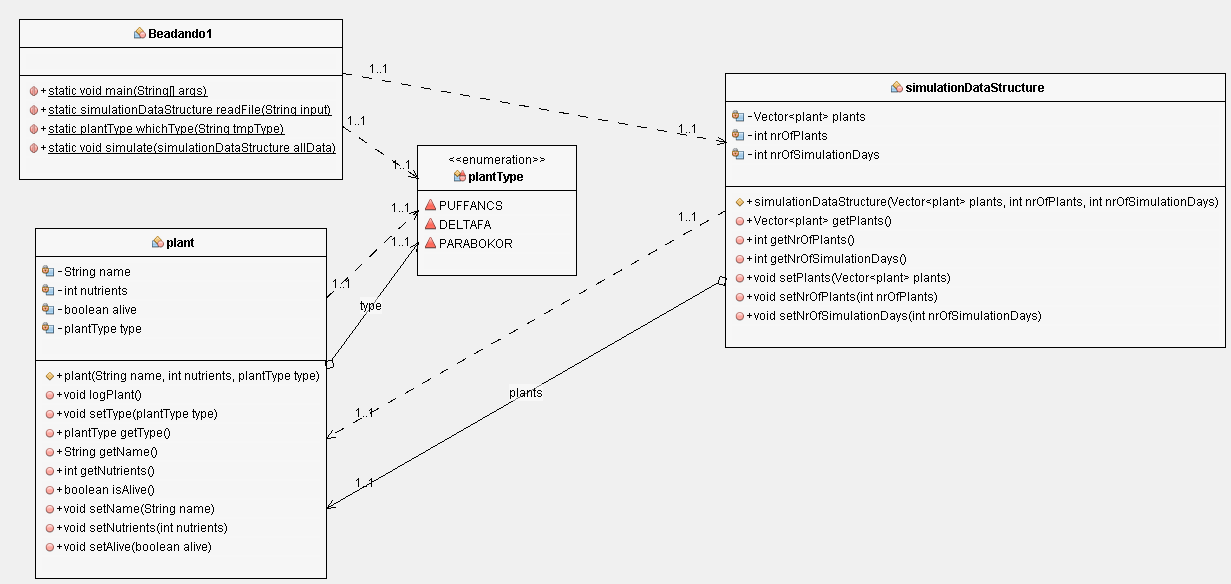 Beadando1
+static void main(String[] args)
+static simulationDataStructure readFile(String input)
+static plantType whichType(String tmpType)
+static void simulate(simulationDataStructure allData)
1..1
1..1
1..1
1..1
<<enumeration>>
plantType
PUFFANCS
DELTAFA
PARABOKOR
simulationDataStructure
-Vector<plant> plants
-int nrOfPlants
-int nrOfSimulationDays
+simulationDataStructure(Vector<plant> plants, int nrOfPlants, int nrOfSimulationDays)
+Vector<plant> getPlants()
+int getNrOfPlants()
+int getNrOfSimulationDays()
+void setPlants(Vector<plant> plants)
+void setNrOfPlants(int nrOfPlants)
+void setNrOfSimulationDays(int nrOfSimulationDays)
1..1
1..1
1..1
1..1
type
plant
-String name
-int nutrients
-boolean alive
-plantType type
+plant(String name, int nutrients, plantType type)
+void logPlant()
+void setType(plantType type)
+plantType getType()
+String getName()
+int getNutrients()
+boolean isAlive()
+void setName(String name)
+void setNutrients(int nutrients)
+void setAlive(boolean alive)
plants
1..1
1..1